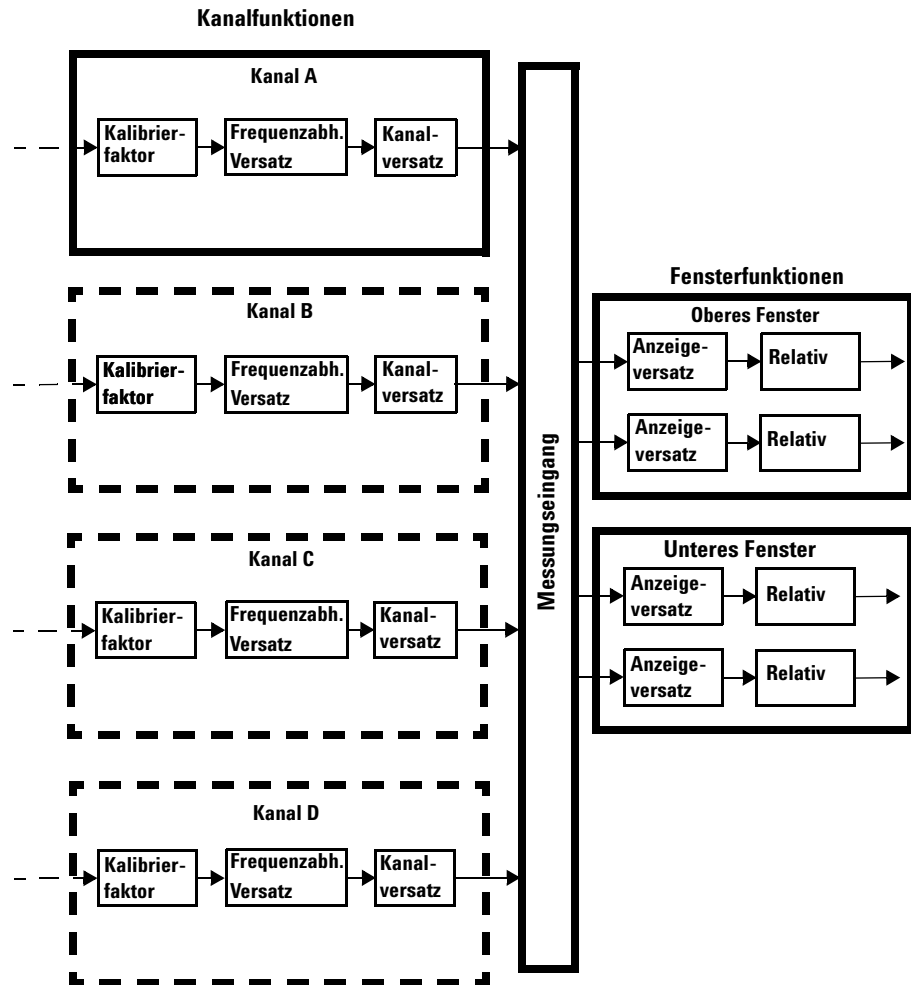 Kanalfunktionen
Kanal A
Kalibrier-
faktor
Frequenzabh.
Versatz
Kanal-
versatz
Kanal B
Kalibrier-
faktor
Frequenzabh.
Versatz
Kanal-
versatz
Kanal C
Kalibrier-
faktor
Frequenzabh.
Versatz
Kanal-
versatz
Kanal D
Kalibrier-
faktor
Frequenzabh.
Versatz
Kanal-
versatz
Messungseingang
Fensterfunktionen
Oberes Fenster
Anzeige-
versatz
Relativ
Anzeige-
versatz
Relativ
Unteres Fenster
Anzeige-
versatz
Relativ
Anzeige-
versatz
Relativ